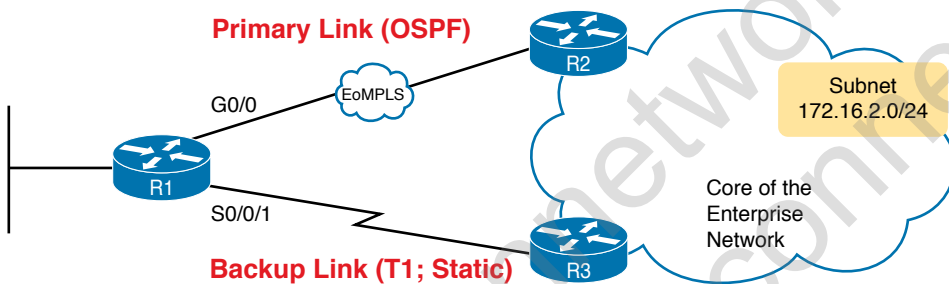 Primary Link (OSPF)
R2
EoMPLS
Subnet
172.16.2.0/24
G0/0
R1
S0/0/1
Core of the
Enterprise
Network
R3
Backup Link (T1; Static)